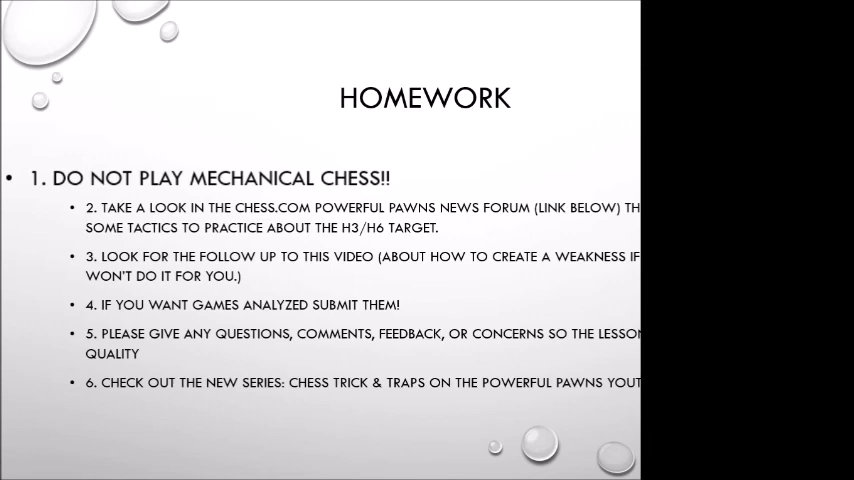 HOMEWORK
• 1. DO NOT PLAY MECHANICAL CHESS!!
• 2. TAKE A LOOK IN THE CHESS.COM POWERFUL PAWNS NEWS FORUM (LINK BELOW) TH
SOME TACTICS TO PRACTICE ABOUT THE H3/H6 TARGET.
• 3. LOOK FOR THE FOLLOW UP TO THIS VIDEO (ABOUT HOW TO CREATE A WEAKNESS IF
WON'T DO IT FOR YOU.)
• 4. IF YOU WANT GAMES ANALYZED SUBMIT THEM!
• 5. PLEASE GIVE ANY QUESTIONS, COMMENTS, FEEDBACK, OR CONCERNS SO THE LESSON
QUALITY
• 6. CHECK OUT THE NEW SERIES: CHESS TRICK & TRAPS ON THE POWERFUL PAWNS YOUT